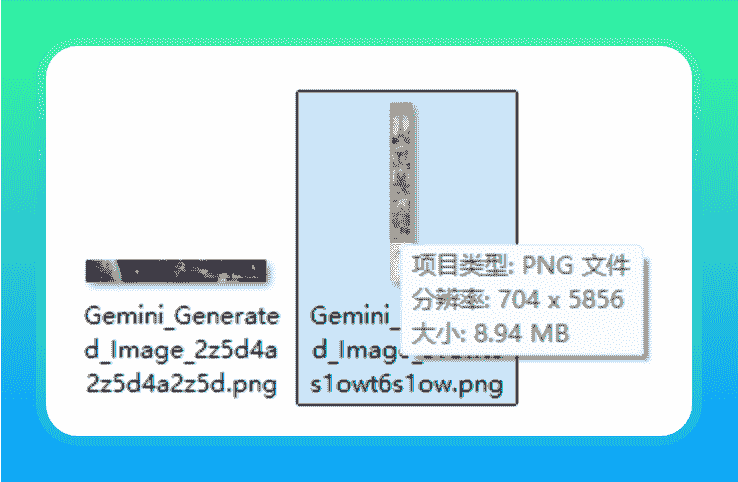 Gemini_Generate
d_Image_2z5d4a
2z5d4a2z5d.png
Gemini_
d_Image_
s1owt6s1ow.png
项目类型: PNG 文件
分辨率: 704 x 5856
大小: 8.94 MB